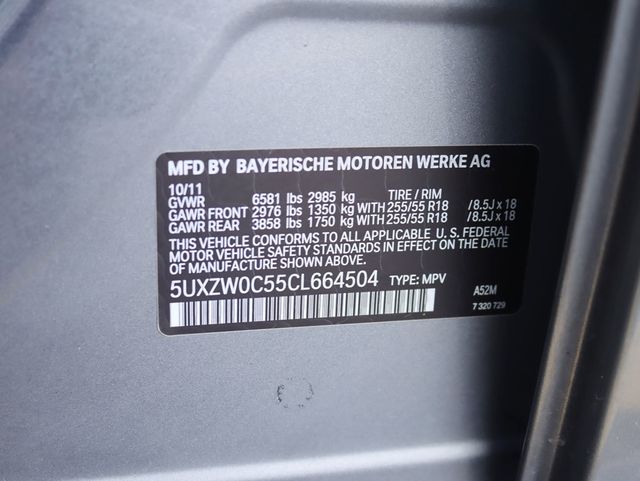 MFD BY BAYERISCHE MOTOREN WERKE AG
10/11
GVWR 6581 lbs 2985 kg TIRE / RIM
GAWR FRONT 2976 lbs 1350 kg WITH 255/55 R18 / 8.5J x 18
GAWR REAR 3858 lbs 1750 kg WITH 255/55 R18 / 8.5J x 18
THIS VEHICLE CONFORMS TO ALL APPLICABLE U.S. FEDERAL
MOTOR VEHICLE SAFETY STANDARDS IN EFFECT ON THE DATE
OF MANUFACTURE SHOWN ABOVE.
5UXZW0C55CL664504 TYPE: MPV A52M
7 320 729